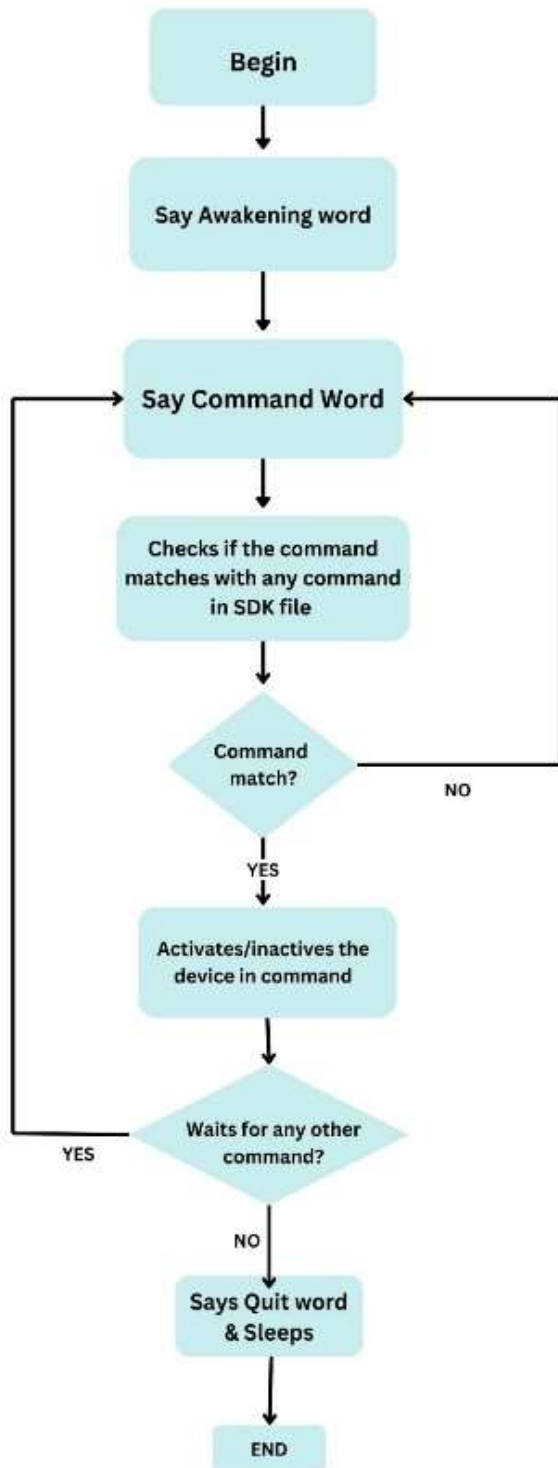 Begin
Say Awakening word
Say Command Word
Checks if the command
matches with any command
in SDK file
Command
match?
NO
YES
Activates/inactives the
device in command
Waits for any other
command?
YES
NO
Says Quit word
& Sleeps
END